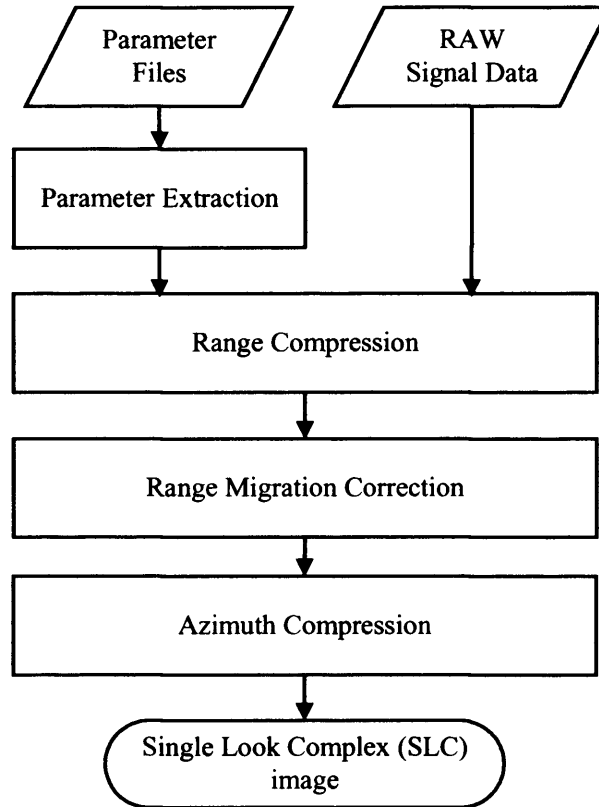 Parameter
Files
RAW
Signal Data
Parameter Extraction
Range Compression
Range Migration Correction
Azimuth Compression
Single Look Complex (SLC)
image